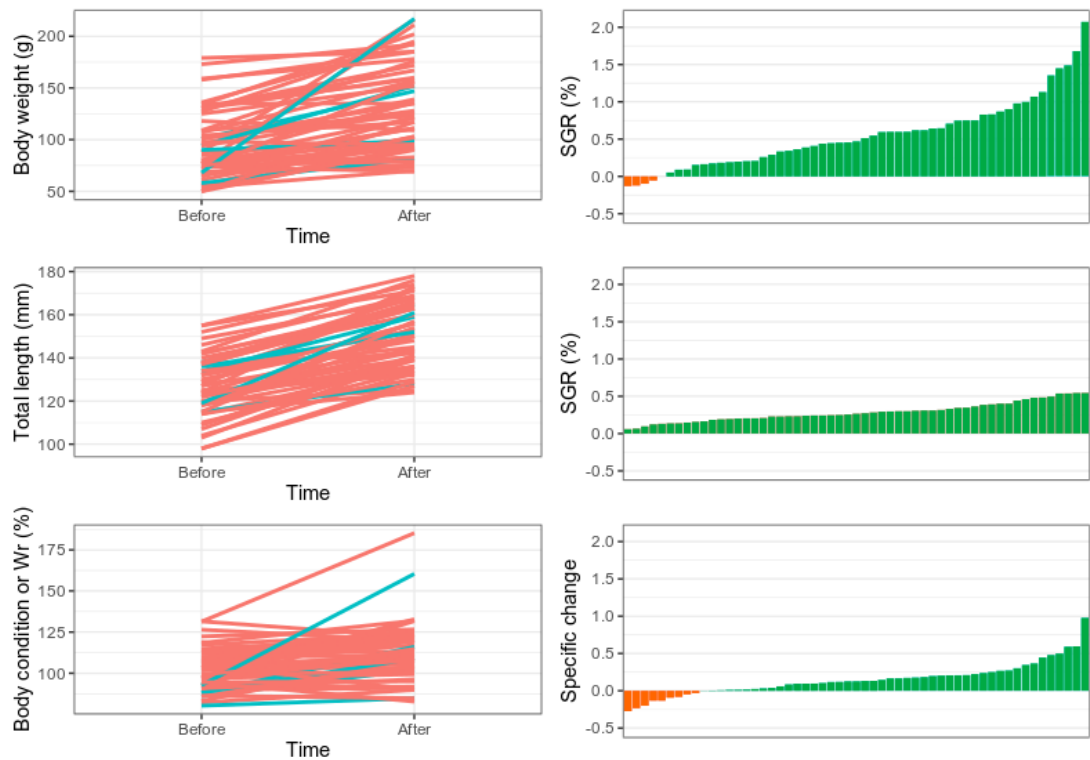 Body weight (g)
200
150
100
50
Before
After
Time
SGR (%)
2.0
1.5
1.0
0.5
0.0
-0.5
Total length (mm)
180
160
140
120
100
Before
After
Time
SGR (%)
2.0
1.5
1.0
0.5
0.0
-0.5
Body condition or Wr (%)
175
150
125
100
Before
After
Time
Specific change
2.0
1.5
1.0
0.5
0.0
-0.5